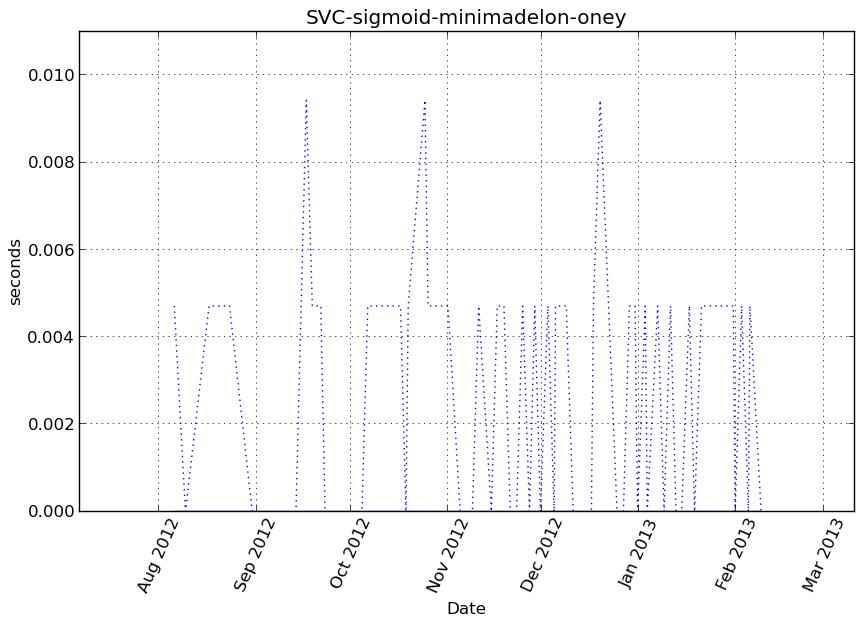 SVC-sigmoid-minimadelon-oney
0.010
0.008
0.006
0.004
0.002
0.000
seconds
Aug 2012
Sep 2012
Oct 2012
Nov 2012
Dec 2012
Jan 2013
Feb 2013
Mar 2013
Date